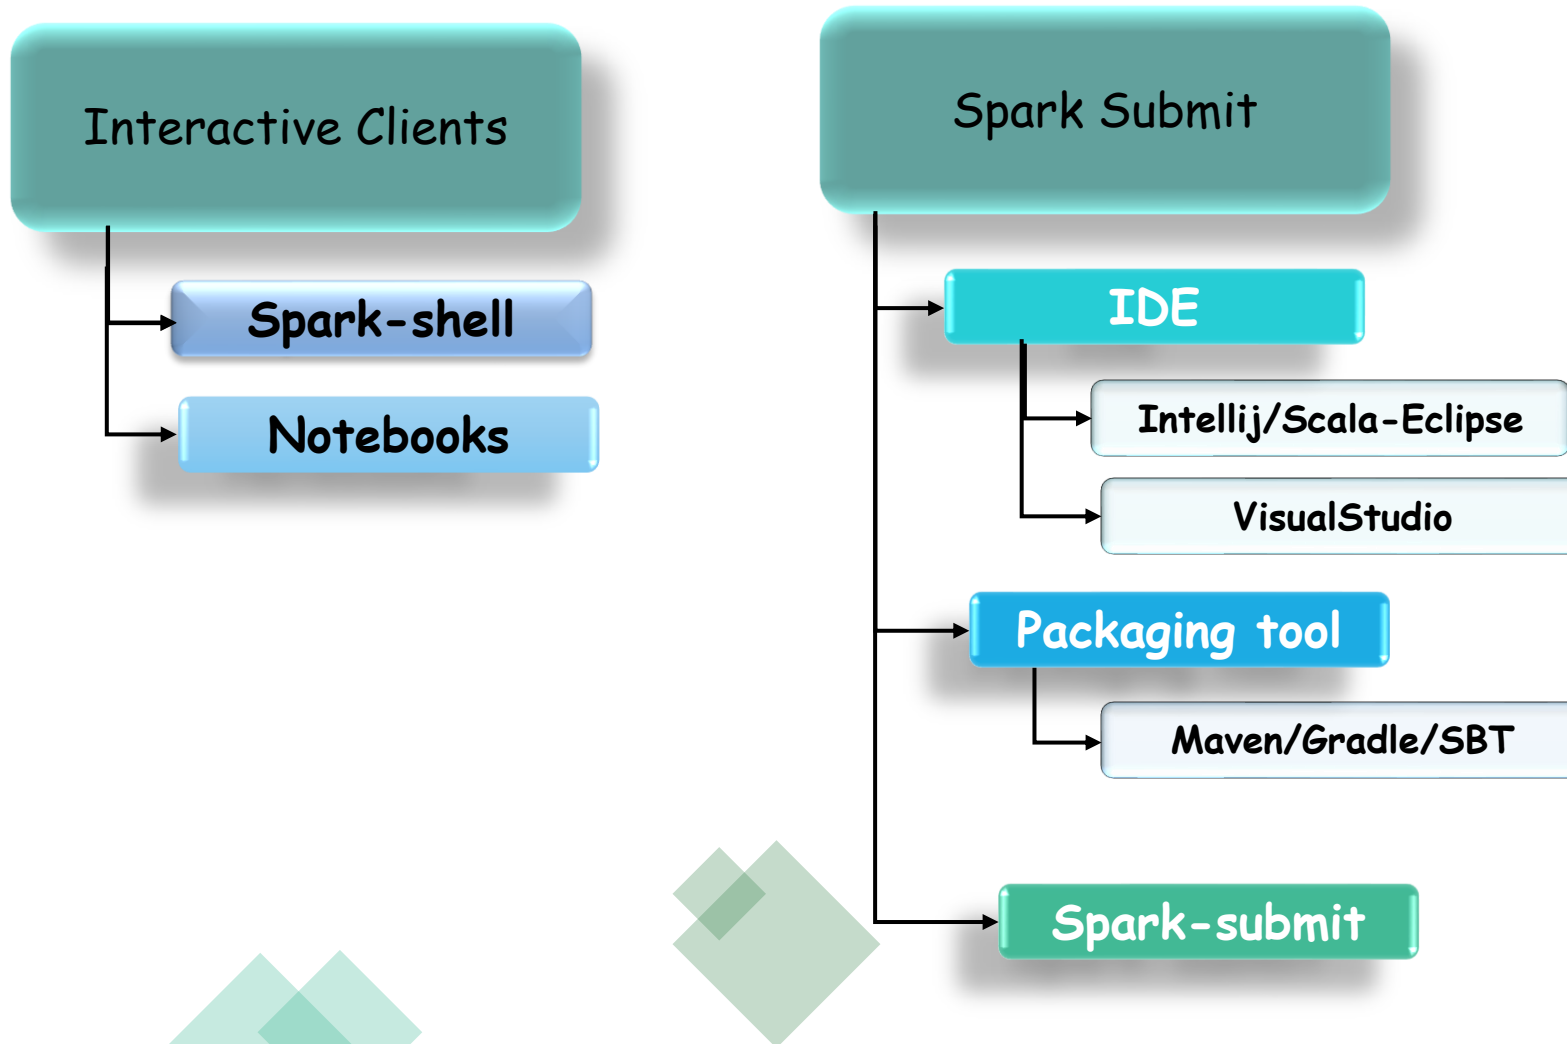 Interactive Clients
Spark-shell
Notebooks
Spark Submit
IDE
Intellij/Scala-Eclipse
VisualStudio
Packaging tool
Maven/Gradle/SBT
Spark-submit